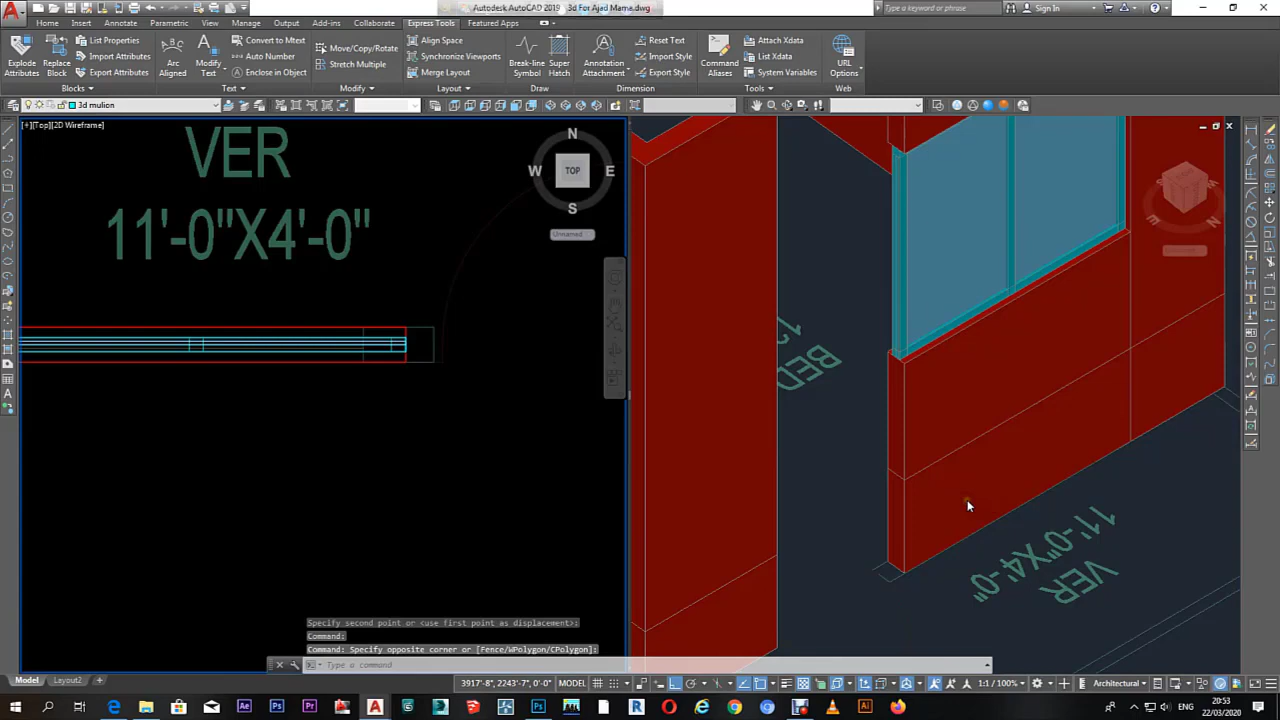 Autodesk AutoCAD 2019 3d For Ajad Mame.dwg
Type a keyword or phrase
Sign In
Home Insert Annotate Parametric View Manage Output Add-ins Collaborate Express Tools Featured Apps
Explode Attributes
Replace Block
List Properties
Import Attributes
Export Attributes
Blocks
Arc Aligned
Modify Text
Convert to Mtext
Auto Number
Enclose in Object
Text
Move/Copy/Rotate
Stretch Multiple
Modify
Align Space
Synchronize Viewports
Merge Layout
Layout
Break-line Symbol
Super Hatch
Draw
Annotation Attachment
Reset Text
Import Style
Export Style
Dimension
Command Aliases
Attach Xdata
List Xdata
System Variables
Tools
URL Options
Web
3d mulion
[+][Top][2D Wireframe]
VER
11'-0"X4'-0"
N
W TOP E
S
Unnamed
BED
11'-0"X4'-0"
VER
Specify second point or <use first point as displacement>:
Command:
Command: Specify opposite corner or [Fence/WPolygon/CPolygon]:
Type a command
Model Layout2 +
3917'-8", 2243'-7", 0'-0" MODEL
1:1 / 100%
Architectural
ENG
20:53
22/03/2020